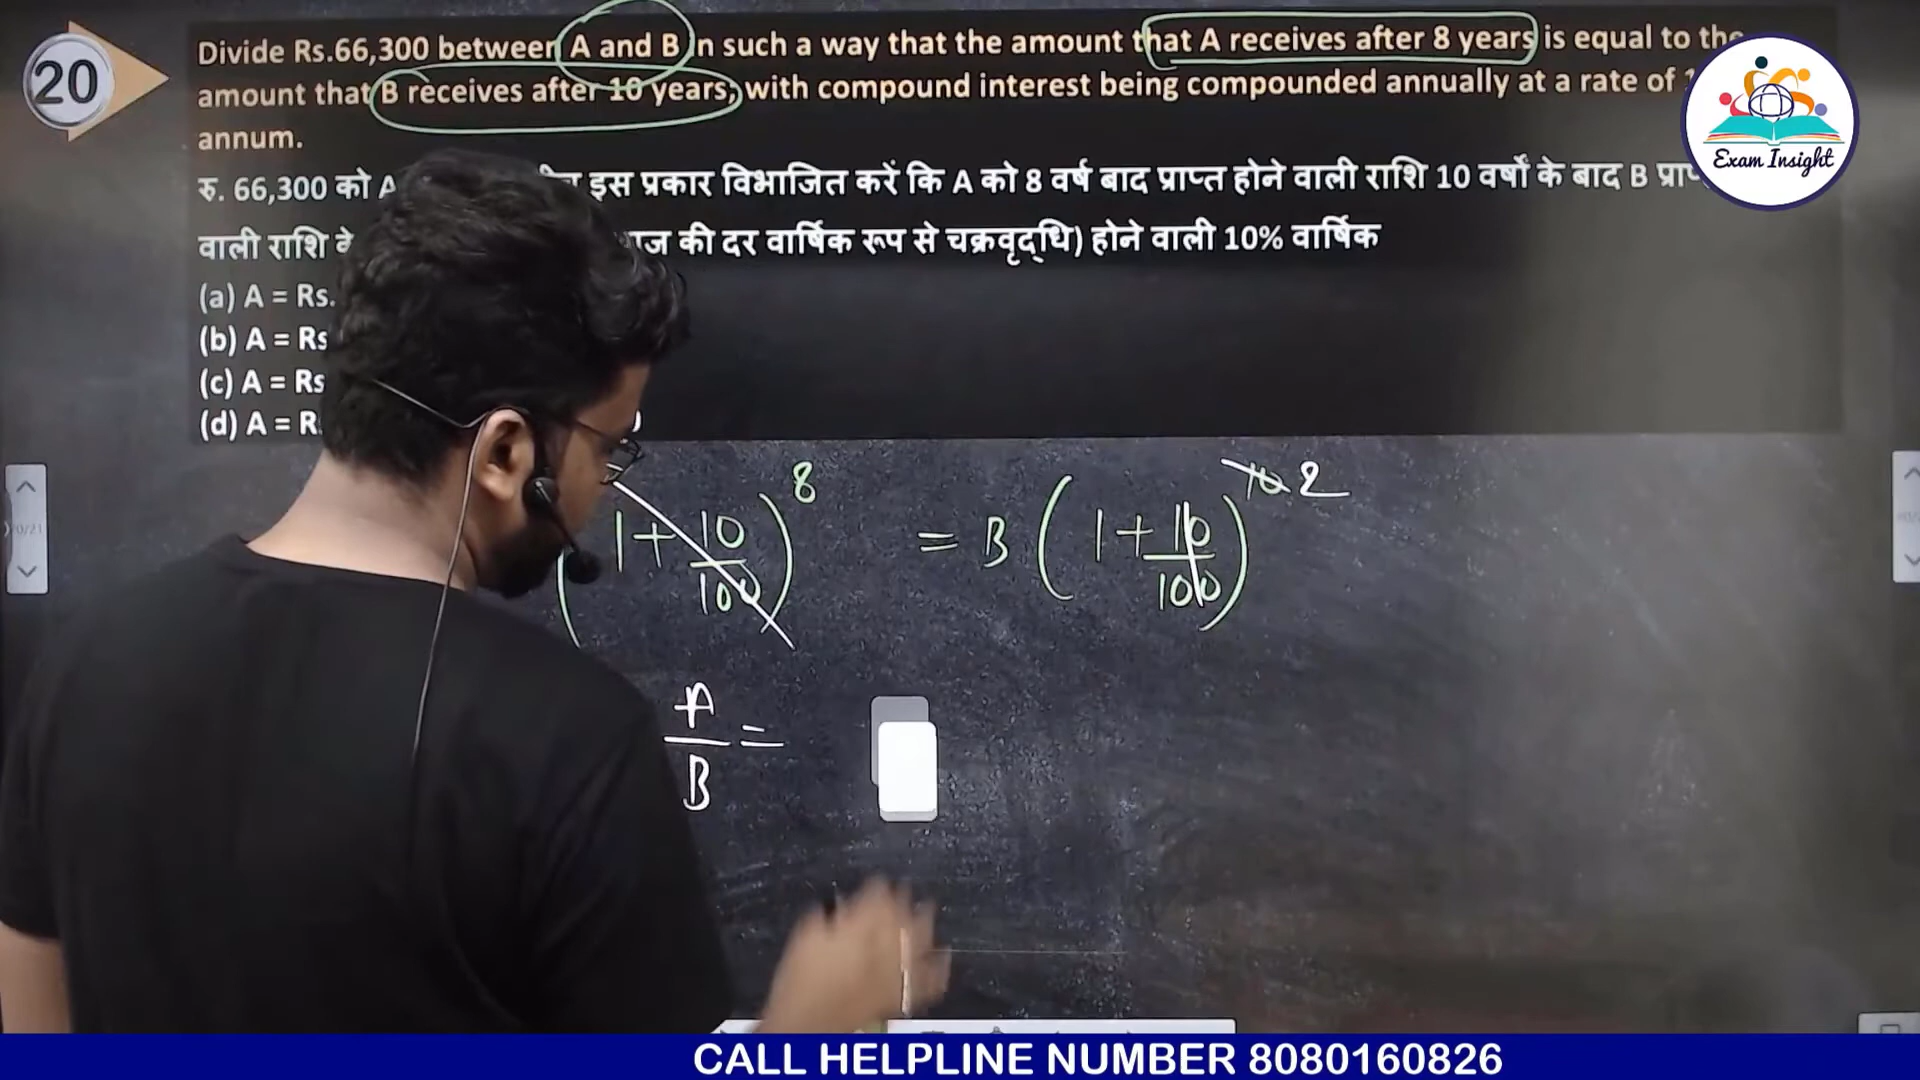 20
Divide Rs.66,300 between A and B in such a way that the amount that A receives after 8 years is equal to the
amount that B receives after 10 years, with compound interest being compounded annually at a rate of
annum.
रु. 66,300 को A इस प्रकार विभाजित करें कि A को 8 वर्ष बाद प्राप्त होने वाली राशि 10 वर्षों के बाद B
वाली राशि के की दर वार्षिक रूप से चक्रवृद्धि) होने वाली 10% वार्षिक
(a) A = Rs.
(b) A = Rs
(c) A = Rs
(d) A = R
Exam Insight
(1 + 10/100)^8 = B (1 + 10/100)^10 2
A/B =
CALL HELPLINE NUMBER 8080160826